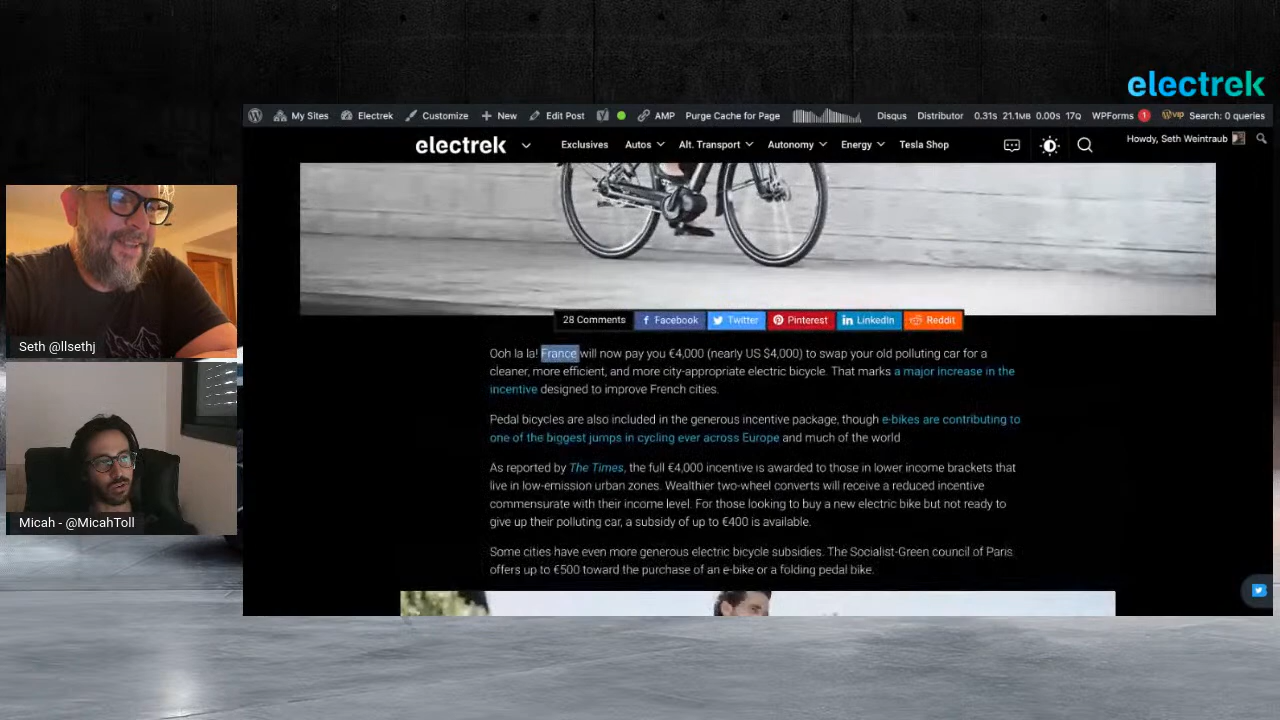 electrek
My Sites Electrek Customize New Edit Post AMP Purge Cache for Page Disqus Distributor 0.31s 21.1MB 0.00s 17Q WPForms 1 vip Search: 0 queries
electrek Exclusives Autos Alt. Transport Autonomy Energy Tesla Shop Howdy, Seth Weintraub
28 Comments Facebook Twitter Pinterest LinkedIn Reddit
Seth @llsethj
Ooh la la! France will now pay you €4,000 (nearly US $4,000) to swap your old polluting car for a
cleaner, more efficient, and more city-appropriate electric bicycle. That marks a major increase in the
incentive designed to improve French cities.
Pedal bicycles are also included in the generous incentive package, though e-bikes are contributing to
one of the biggest jumps in cycling ever across Europe and much of the world
As reported by The Times, the full €4,000 incentive is awarded to those in lower income brackets that
live in low-emission urban zones. Wealthier two-wheel converts will receive a reduced incentive
commensurate with their income level. For those looking to buy a new electric bike but not ready to
give up their polluting car, a subsidy of up to €400 is available.
Micah - @MicahToll
Some cities have even more generous electric bicycle subsidies. The Socialist-Green council of Paris
offers up to €500 toward the purchase of an e-bike or a folding pedal bike.